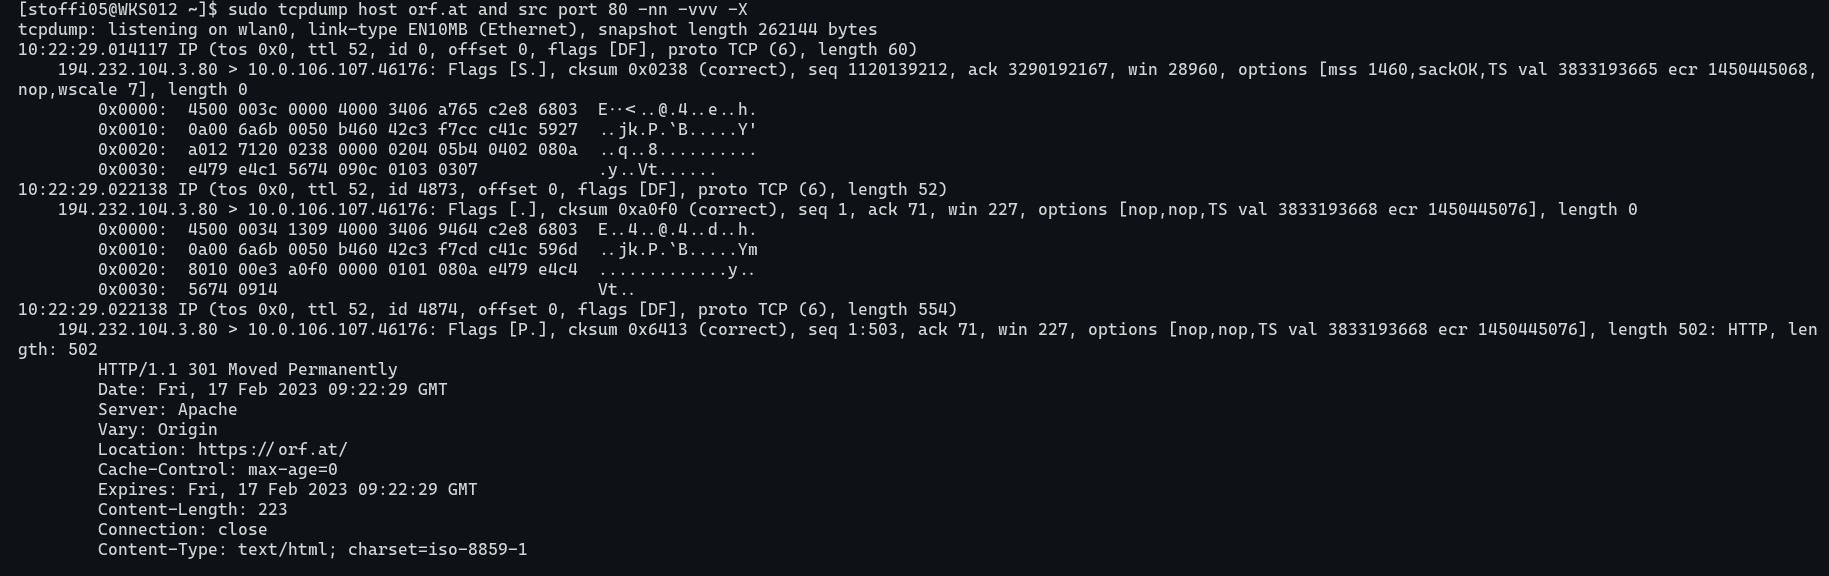 [stoffi05@WKS012 ~]$ sudo tcpdump host orf.at and src port 80 -nn -vvv -X
tcpdump: listening on wlan0, link-type EN10MB (Ethernet), snapshot length 262144 bytes
10:22:29.014117 IP (tos 0x0, ttl 52, id 0, offset 0, flags [DF], proto TCP (6), length 60)
    194.232.104.3.80 > 10.0.106.107.46176: Flags [S.], cksum 0x0238 (correct), seq 1120139212, ack 3290192167, win 28960, options [mss 1460,sackOK,TS val 3833193665 ecr 1450445068,
nop,wscale 7], length 0
        0x0000:  4500 003c 0000 4000 3406 a765 c2e8 6803  E..<..@.4..e..h.
        0x0010:  0a00 6a6b 0050 b460 42c3 f7cc c41c 5927  ..jk.P.`B.....Y'
        0x0020:  a012 7120 0238 0000 0204 05b4 0402 080a  ..q..8..........
        0x0030:  e479 e4c1 5674 090c 0103 0307            .y..Vt......
10:22:29.022138 IP (tos 0x0, ttl 52, id 4873, offset 0, flags [DF], proto TCP (6), length 52)
    194.232.104.3.80 > 10.0.106.107.46176: Flags [.], cksum 0xa0f0 (correct), seq 1, ack 71, win 227, options [nop,nop,TS val 3833193668 ecr 1450445076], length 0
        0x0000:  4500 0034 1309 4000 3406 9464 c2e8 6803  E..4..@.4..d..h.
        0x0010:  0a00 6a6b 0050 b460 42c3 f7cd c41c 596d  ..jk.P.`B.....Ym
        0x0020:  8010 00e3 a0f0 0000 0101 080a e479 e4c4  .............y..
        0x0030:  5674 0914                                Vt..
10:22:29.022138 IP (tos 0x0, ttl 52, id 4874, offset 0, flags [DF], proto TCP (6), length 554)
    194.232.104.3.80 > 10.0.106.107.46176: Flags [P.], cksum 0x6413 (correct), seq 1:503, ack 71, win 227, options [nop,nop,TS val 3833193668 ecr 1450445076], length 502: HTTP, len
gth: 502
        HTTP/1.1 301 Moved Permanently
        Date: Fri, 17 Feb 2023 09:22:29 GMT
        Server: Apache
        Vary: Origin
        Location: https://orf.at/
        Cache-Control: max-age=0
        Expires: Fri, 17 Feb 2023 09:22:29 GMT
        Content-Length: 223
        Connection: close
        Content-Type: text/html; charset=iso-8859-1